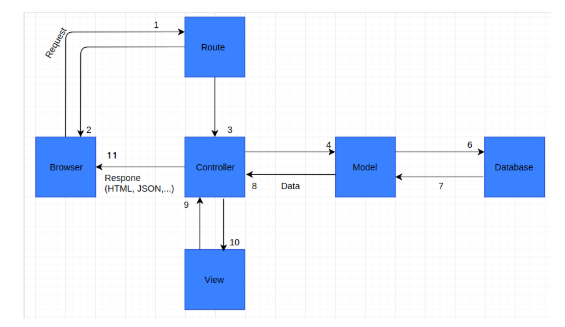 1
Request
Route
2
3
11
4
6
Browser
Controller
Model
Database
Respone
(HTML, JSON,...)
8
Data
7
9
10
View